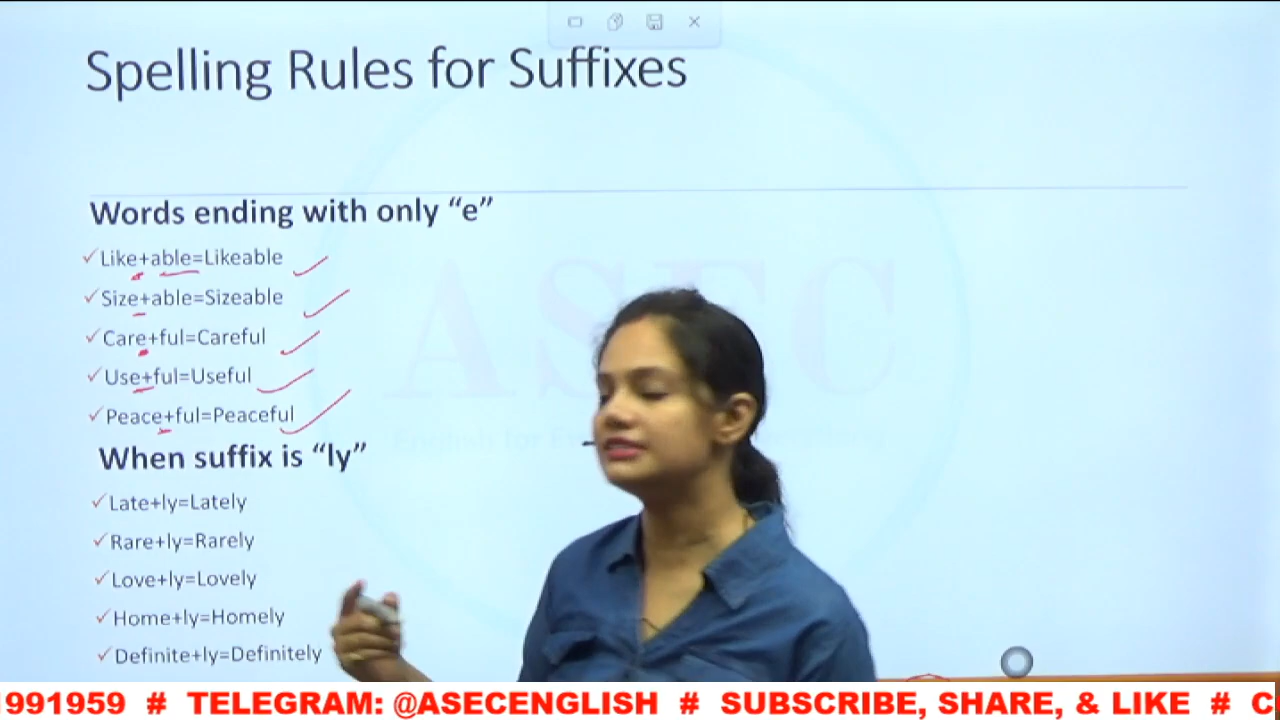 Spelling Rules for Suffixes
ASEC
Words ending with only “e”
Like+able=Likeable
Size+able=Sizeable
Care+ful=Careful
Use+ful=Useful
Peace+ful=Peaceful
When suffix is “ly”
Late+ly=Lately
Rare+ly=Rarely
Love+ly=Lovely
Home+ly=Homely
Definite+ly=Definitely
1991959 # TELEGRAM: @ASECENGLISH # SUBSCRIBE, SHARE, & LIKE # C